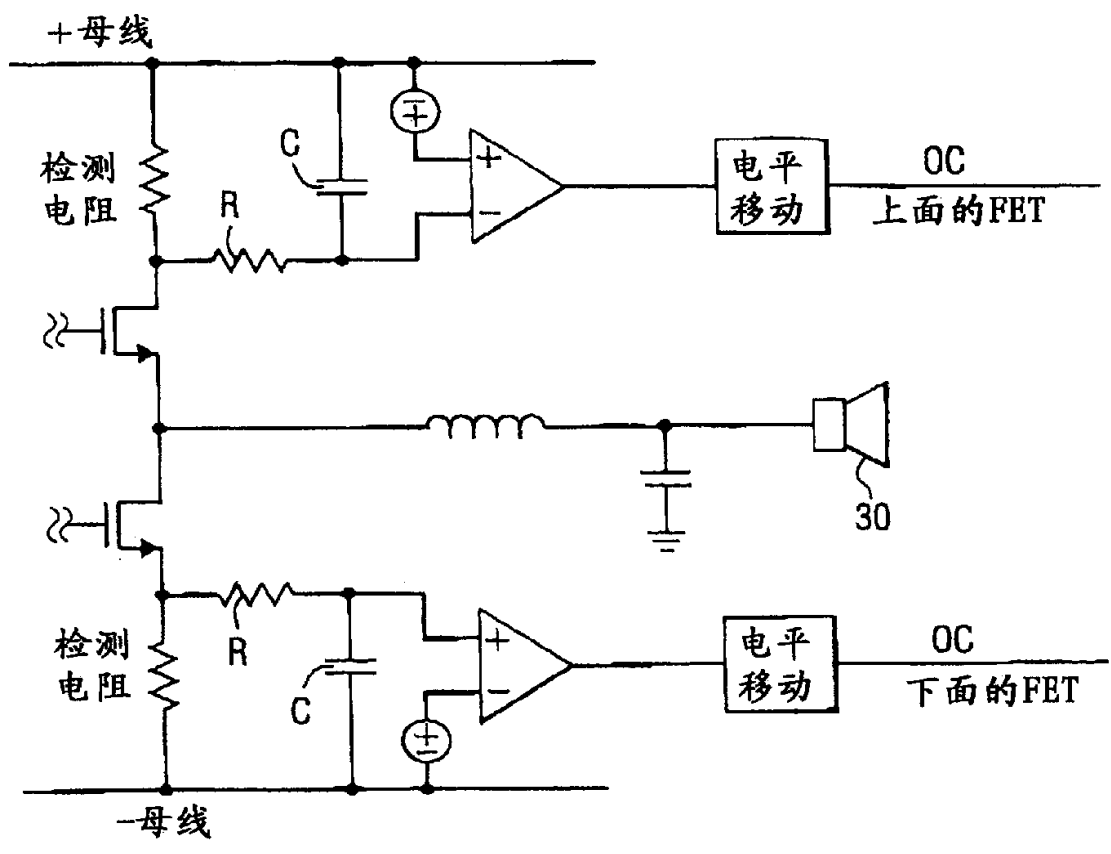 +母线
检测
电阻
R
C
+
−
电平
移动
OC
上面的FET
30
检测
电阻
R
C
+
−
电平
移动
OC
下面的FET
-母线